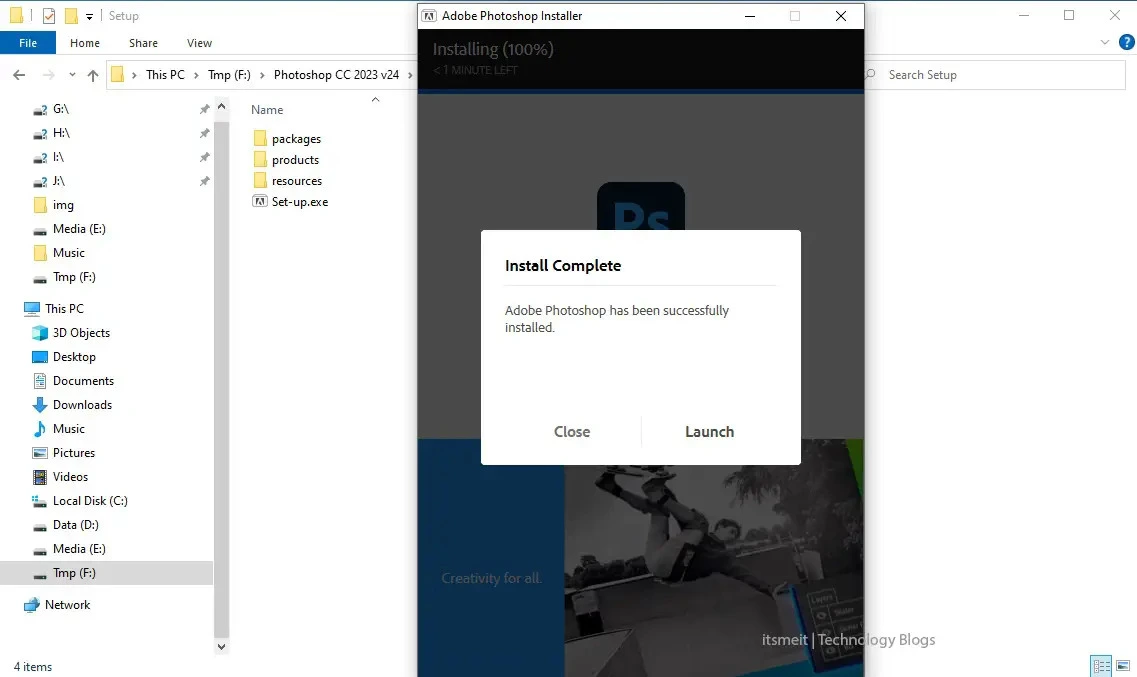 Setup
Adobe Photoshop Installer
File
Home
Share
View
Installing (100%)
< 1 MINUTE LEFT
This PC
Tmp (F:)
Photoshop CC 2023 v24
Search Setup
G:\
H:\
I:\
J:\
img
Media (E:)
Music
Tmp (F:)
This PC
3D Objects
Desktop
Documents
Downloads
Music
Pictures
Videos
Local Disk (C:)
Data (D:)
Media (E:)
Tmp (F:)
Network
Name
packages
products
resources
Set-up.exe
Ps
Install Complete
Adobe Photoshop has been successfully
installed.
Close
Launch
Creativity for all.
Layers
Water
itsmeit | Technology Blogs
4 items